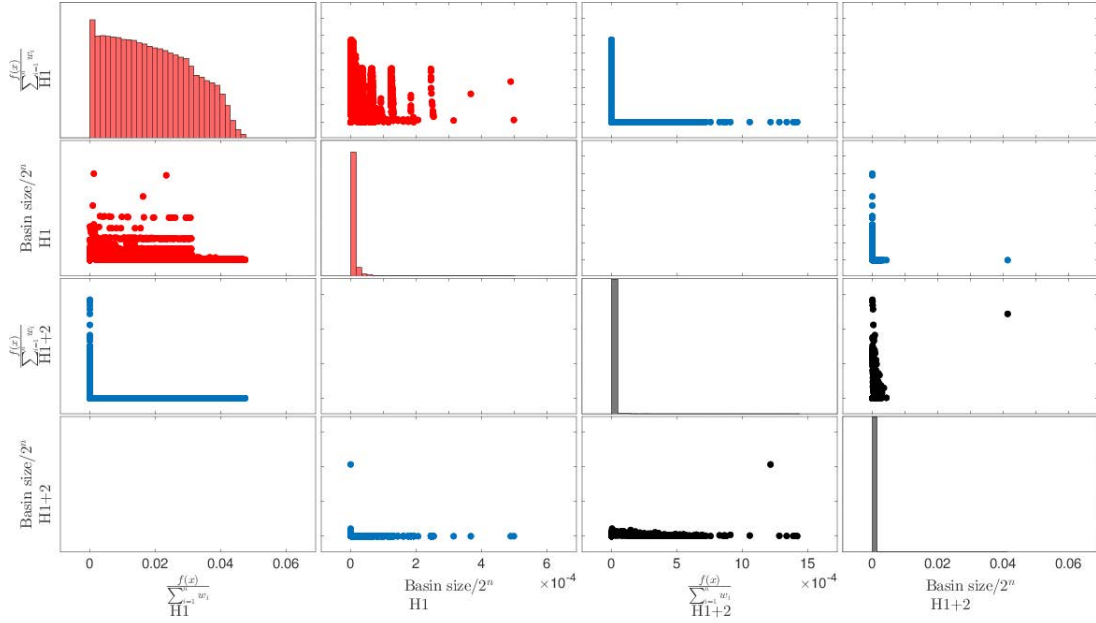 f(x)
∑ⁿᵢ₌₁ wᵢ
H1
Basin size/2ⁿ
H1
f(x)
∑ⁿᵢ₌₁ wᵢ
H1+2
Basin size/2ⁿ
H1+2
0 0.02 0.04 0.06
0 2 4 6
×10⁻⁴
0 5 10 15
×10⁻⁴
0 0.02 0.04 0.06
f(x)
∑ⁿᵢ₌₁ wᵢ
H1
Basin size/2ⁿ
H1
f(x)
∑ⁿᵢ₌₁ wᵢ
H1+2
Basin size/2ⁿ
H1+2